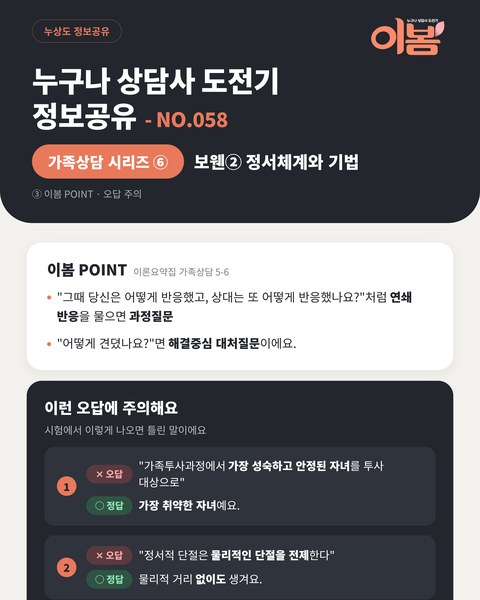 누상도 정보공유
누구나 상담사 도전기
이봄
누구나 상담사 도전기
정보공유 - NO.058
가족상담 시리즈 ⑥ 보웬② 정서체계와 기법
③ 이봄 POINT · 오답 주의
이봄 POINT 이론요약집 가족상담 5-6
• "그때 당신은 어떻게 반응했고, 상대는 또 어떻게 반응했나요?"처럼 연쇄
반응을 물으면 과정질문
• "어떻게 견뎠나요?"면 해결중심 대처질문이에요.
이런 오답에 주의해요
시험에서 이렇게 나오면 틀린 말이에요
1 ✕ 오답 "가족투사과정에서 가장 성숙하고 안정된 자녀를 투사
대상으로"
○ 정답 가장 취약한 자녀예요.
2 ✕ 오답 "정서적 단절은 물리적인 단절을 전제한다"
○ 정답 물리적 거리 없이도 생겨요.